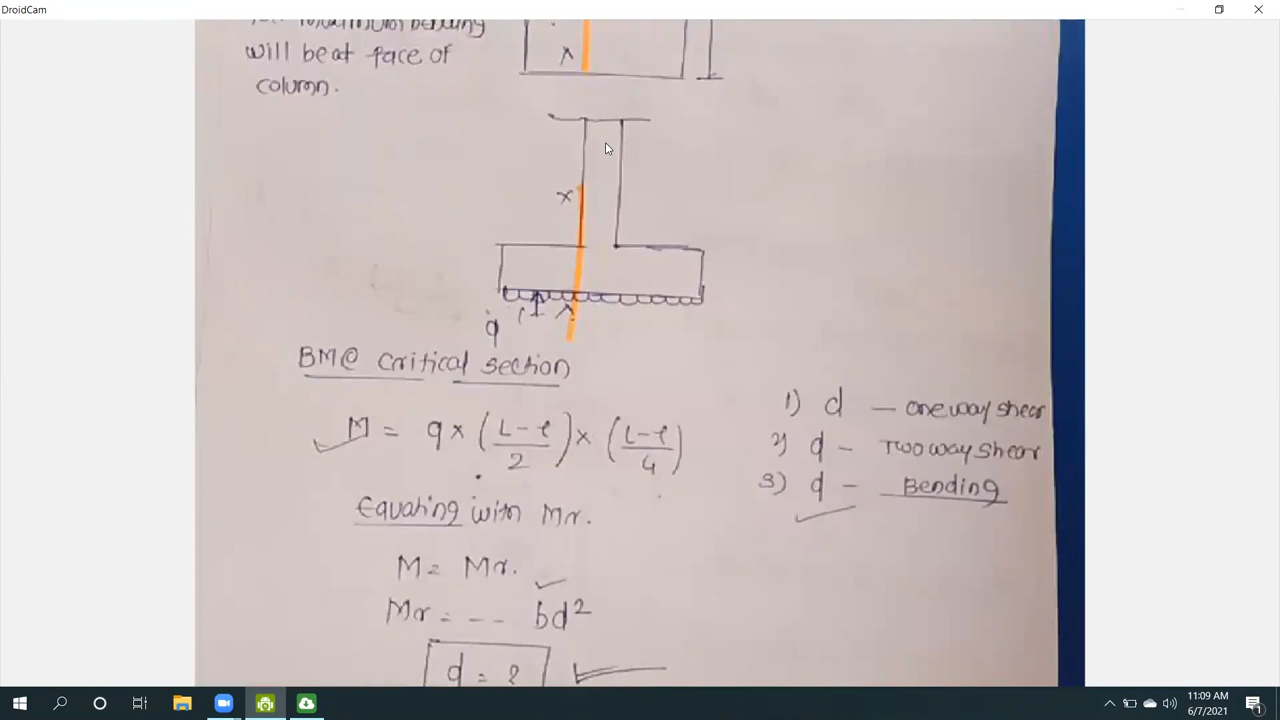 DroidCam
will be at face of
column.
X
X
X
q
BM@ critical section
M = q × (L-l/2) × (L-l/4)
1) d — one way shear
2) d — Two way shear
3) d — Bending
Equating with Mr.
M = Mr.
Mr = --- bd²
d = ?
11:09 AM
6/7/2021
1